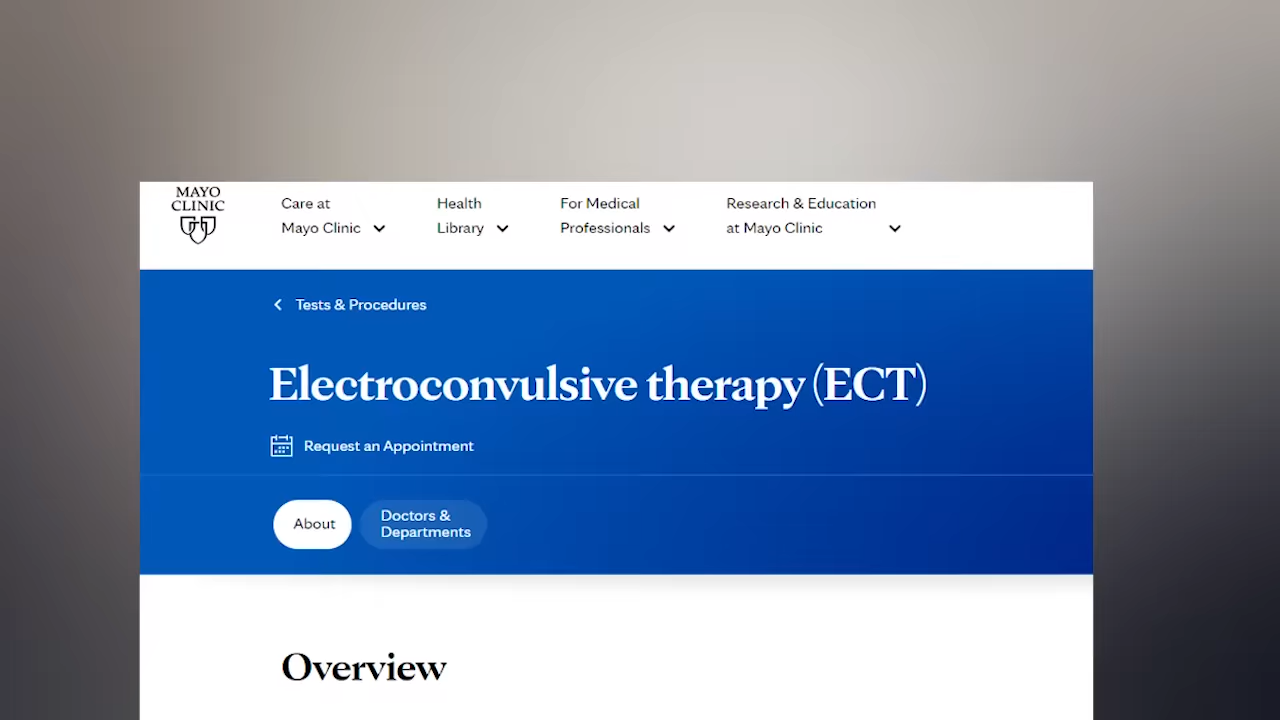 MAYO
CLINIC
Care at
Mayo Clinic
Health
Library
For Medical
Professionals
Research & Education
at Mayo Clinic
Tests & Procedures
Electroconvulsive therapy (ECT)
Request an Appointment
About
Doctors &
Departments
Overview